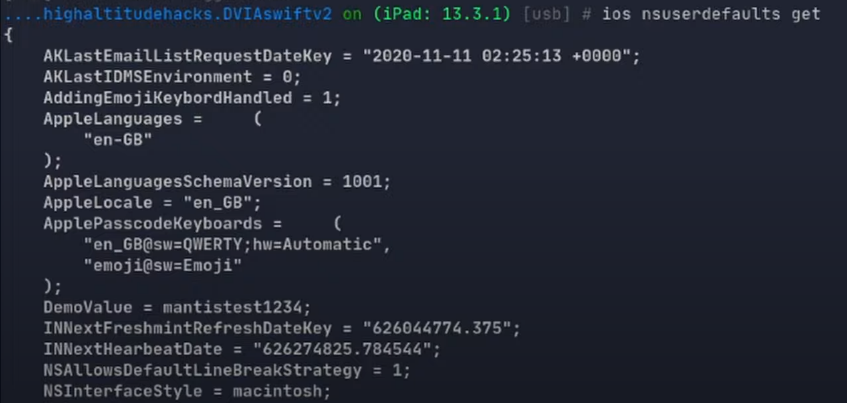 ....highaltitudehacks.DVIAswiftv2 on (iPad: 13.3.1) [usb] # ios nsuserdefaults get
{
    AKLastEmailListRequestDateKey = "2020-11-11 02:25:13 +0000";
    AKLastIDMSEnvironment = 0;
    AddingEmojiKeybordHandled = 1;
    AppleLanguages =     (
        "en-GB"
    );
    AppleLanguagesSchemaVersion = 1001;
    AppleLocale = "en_GB";
    ApplePasscodeKeyboards =     (
        "en_GB@sw=QWERTY;hw=Automatic",
        "emoji@sw=Emoji"
    );
    DemoValue = mantistest1234;
    INNextFreshmintRefreshDateKey = "626044774.375";
    INNextHearbeatDate = "626274825.784544";
    NSAllowsDefaultLineBreakStrategy = 1;
    NSInterfaceStyle = macintosh;